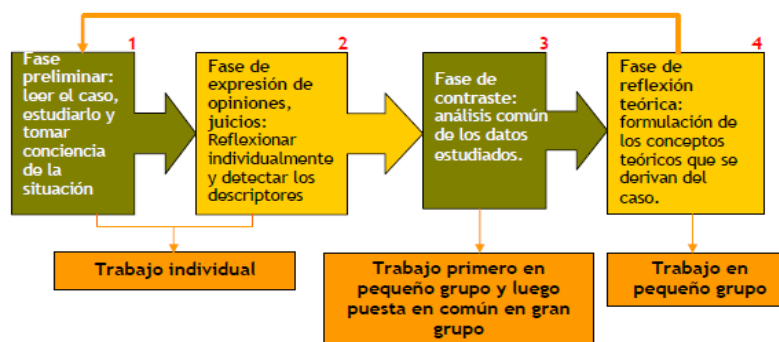 1
Fase
preliminar:
leer el caso,
estudiarlo y
tomar
conciencia
de la
situación
2
Fase de
expresión de
opiniones,
juicios:
Reflexionar
individualmente
y detectar los
descriptores
3
Fase de
contraste:
análisis común
de los datos
estudiados.
4
Fase de
reflexión
teórica:
formulación de
los conceptos
teóricos que se
derivan del
caso.
Trabajo individual
Trabajo primero en
pequeño grupo y luego
puesta en común en gran
grupo
Trabajo en
pequeño grupo